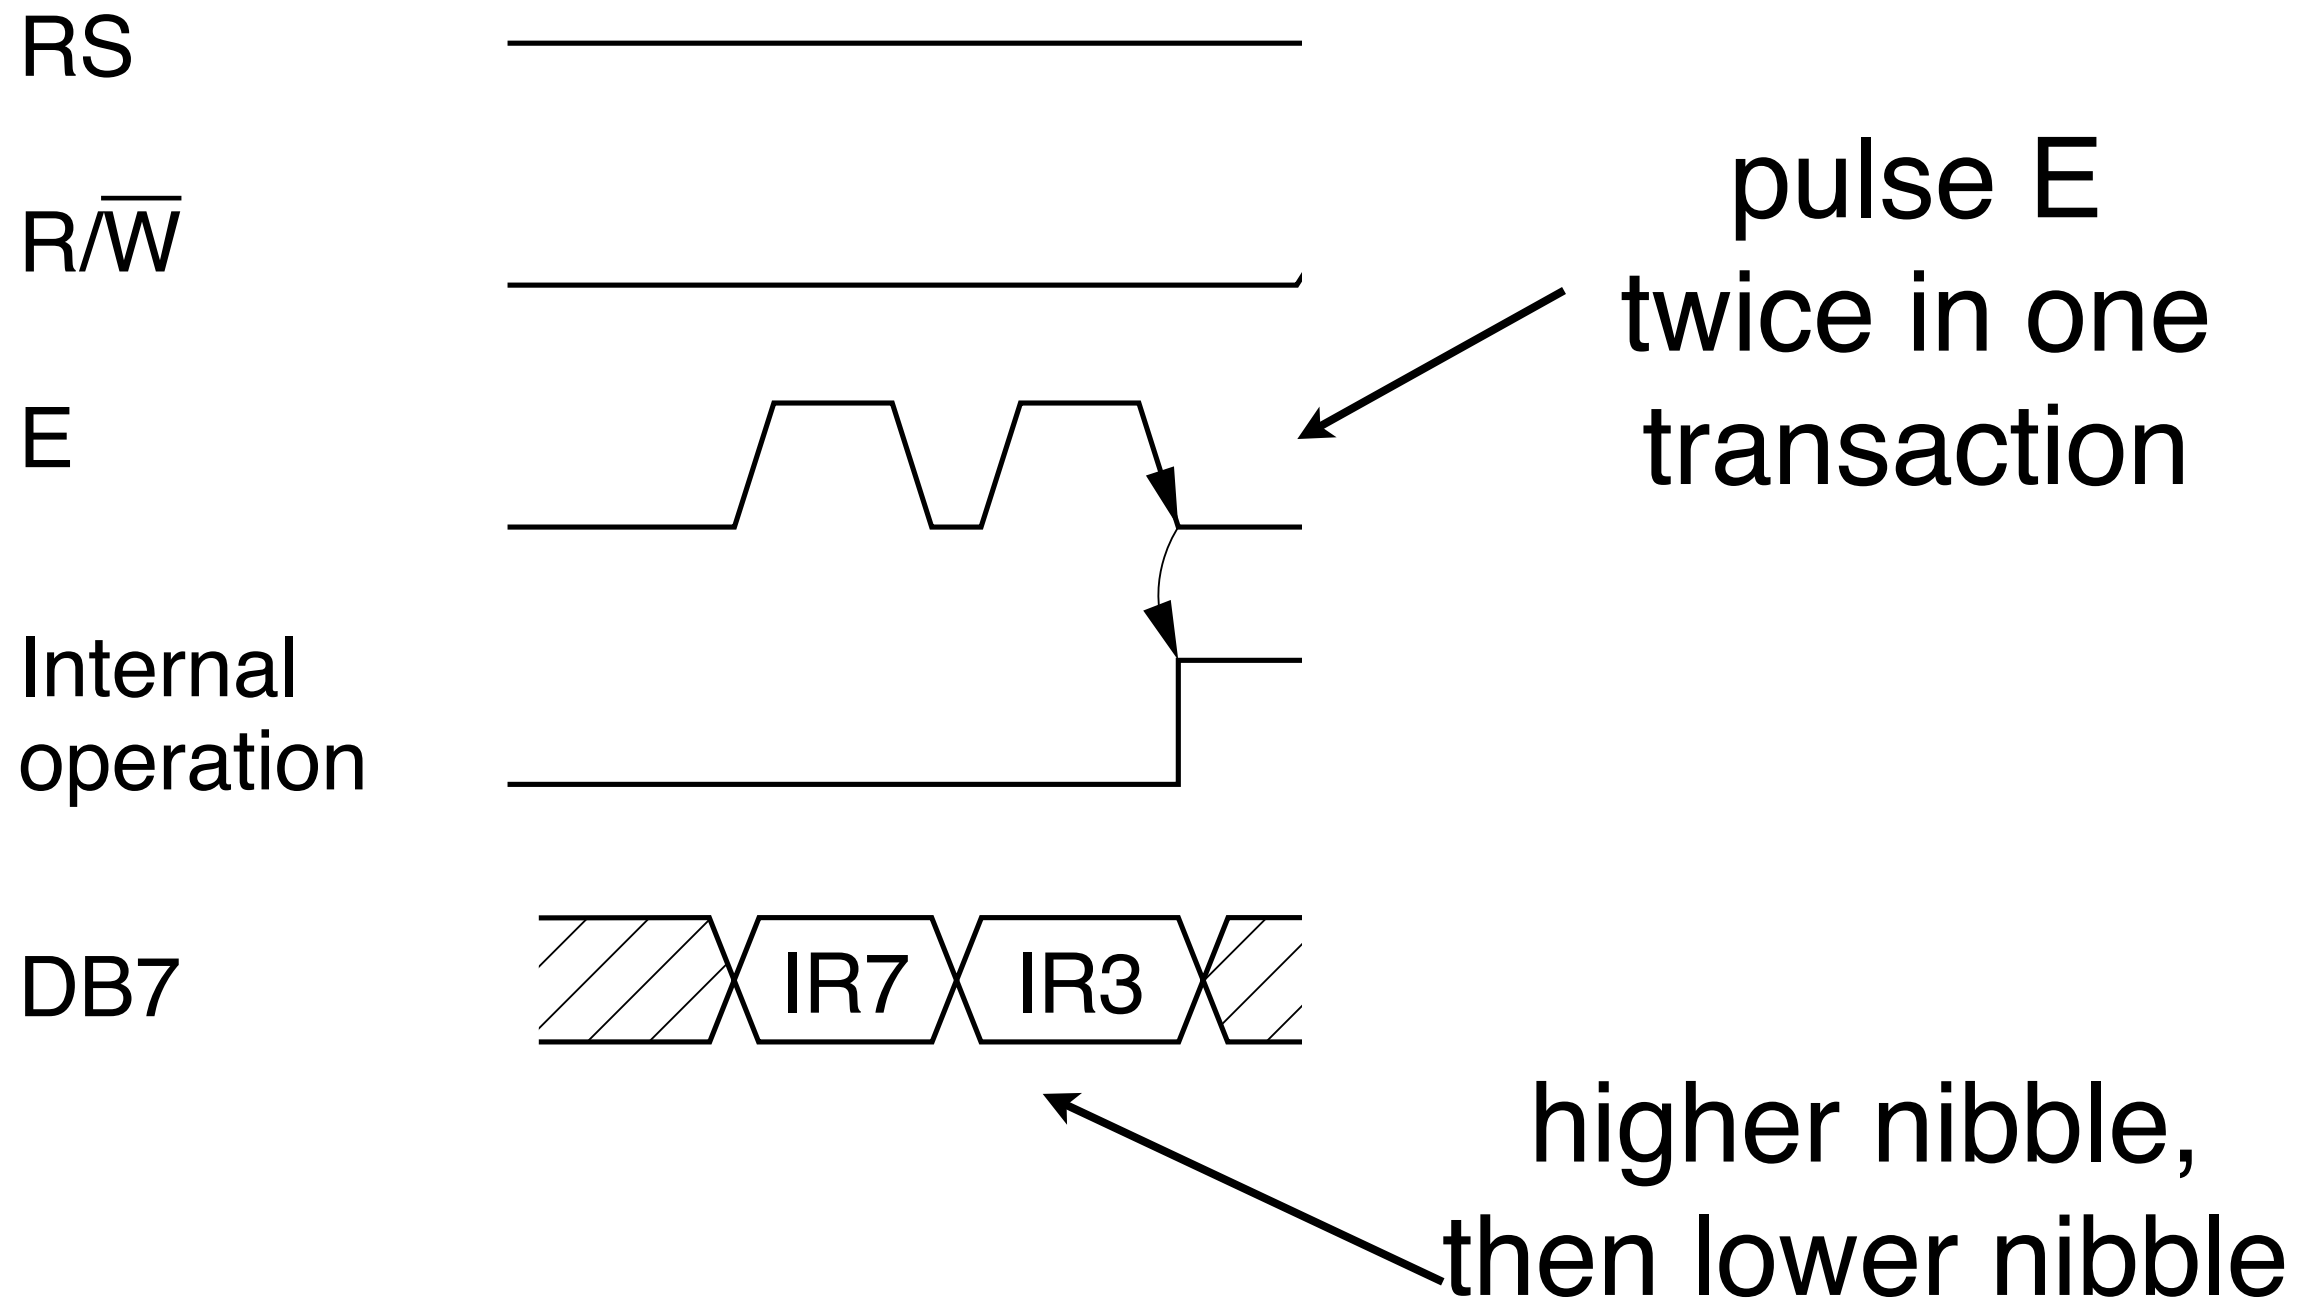 RS
R/W̅
pulse E
twice in one
transaction
E
Internal
operation
DB7
IR7 IR3
higher nibble,
then lower nibble